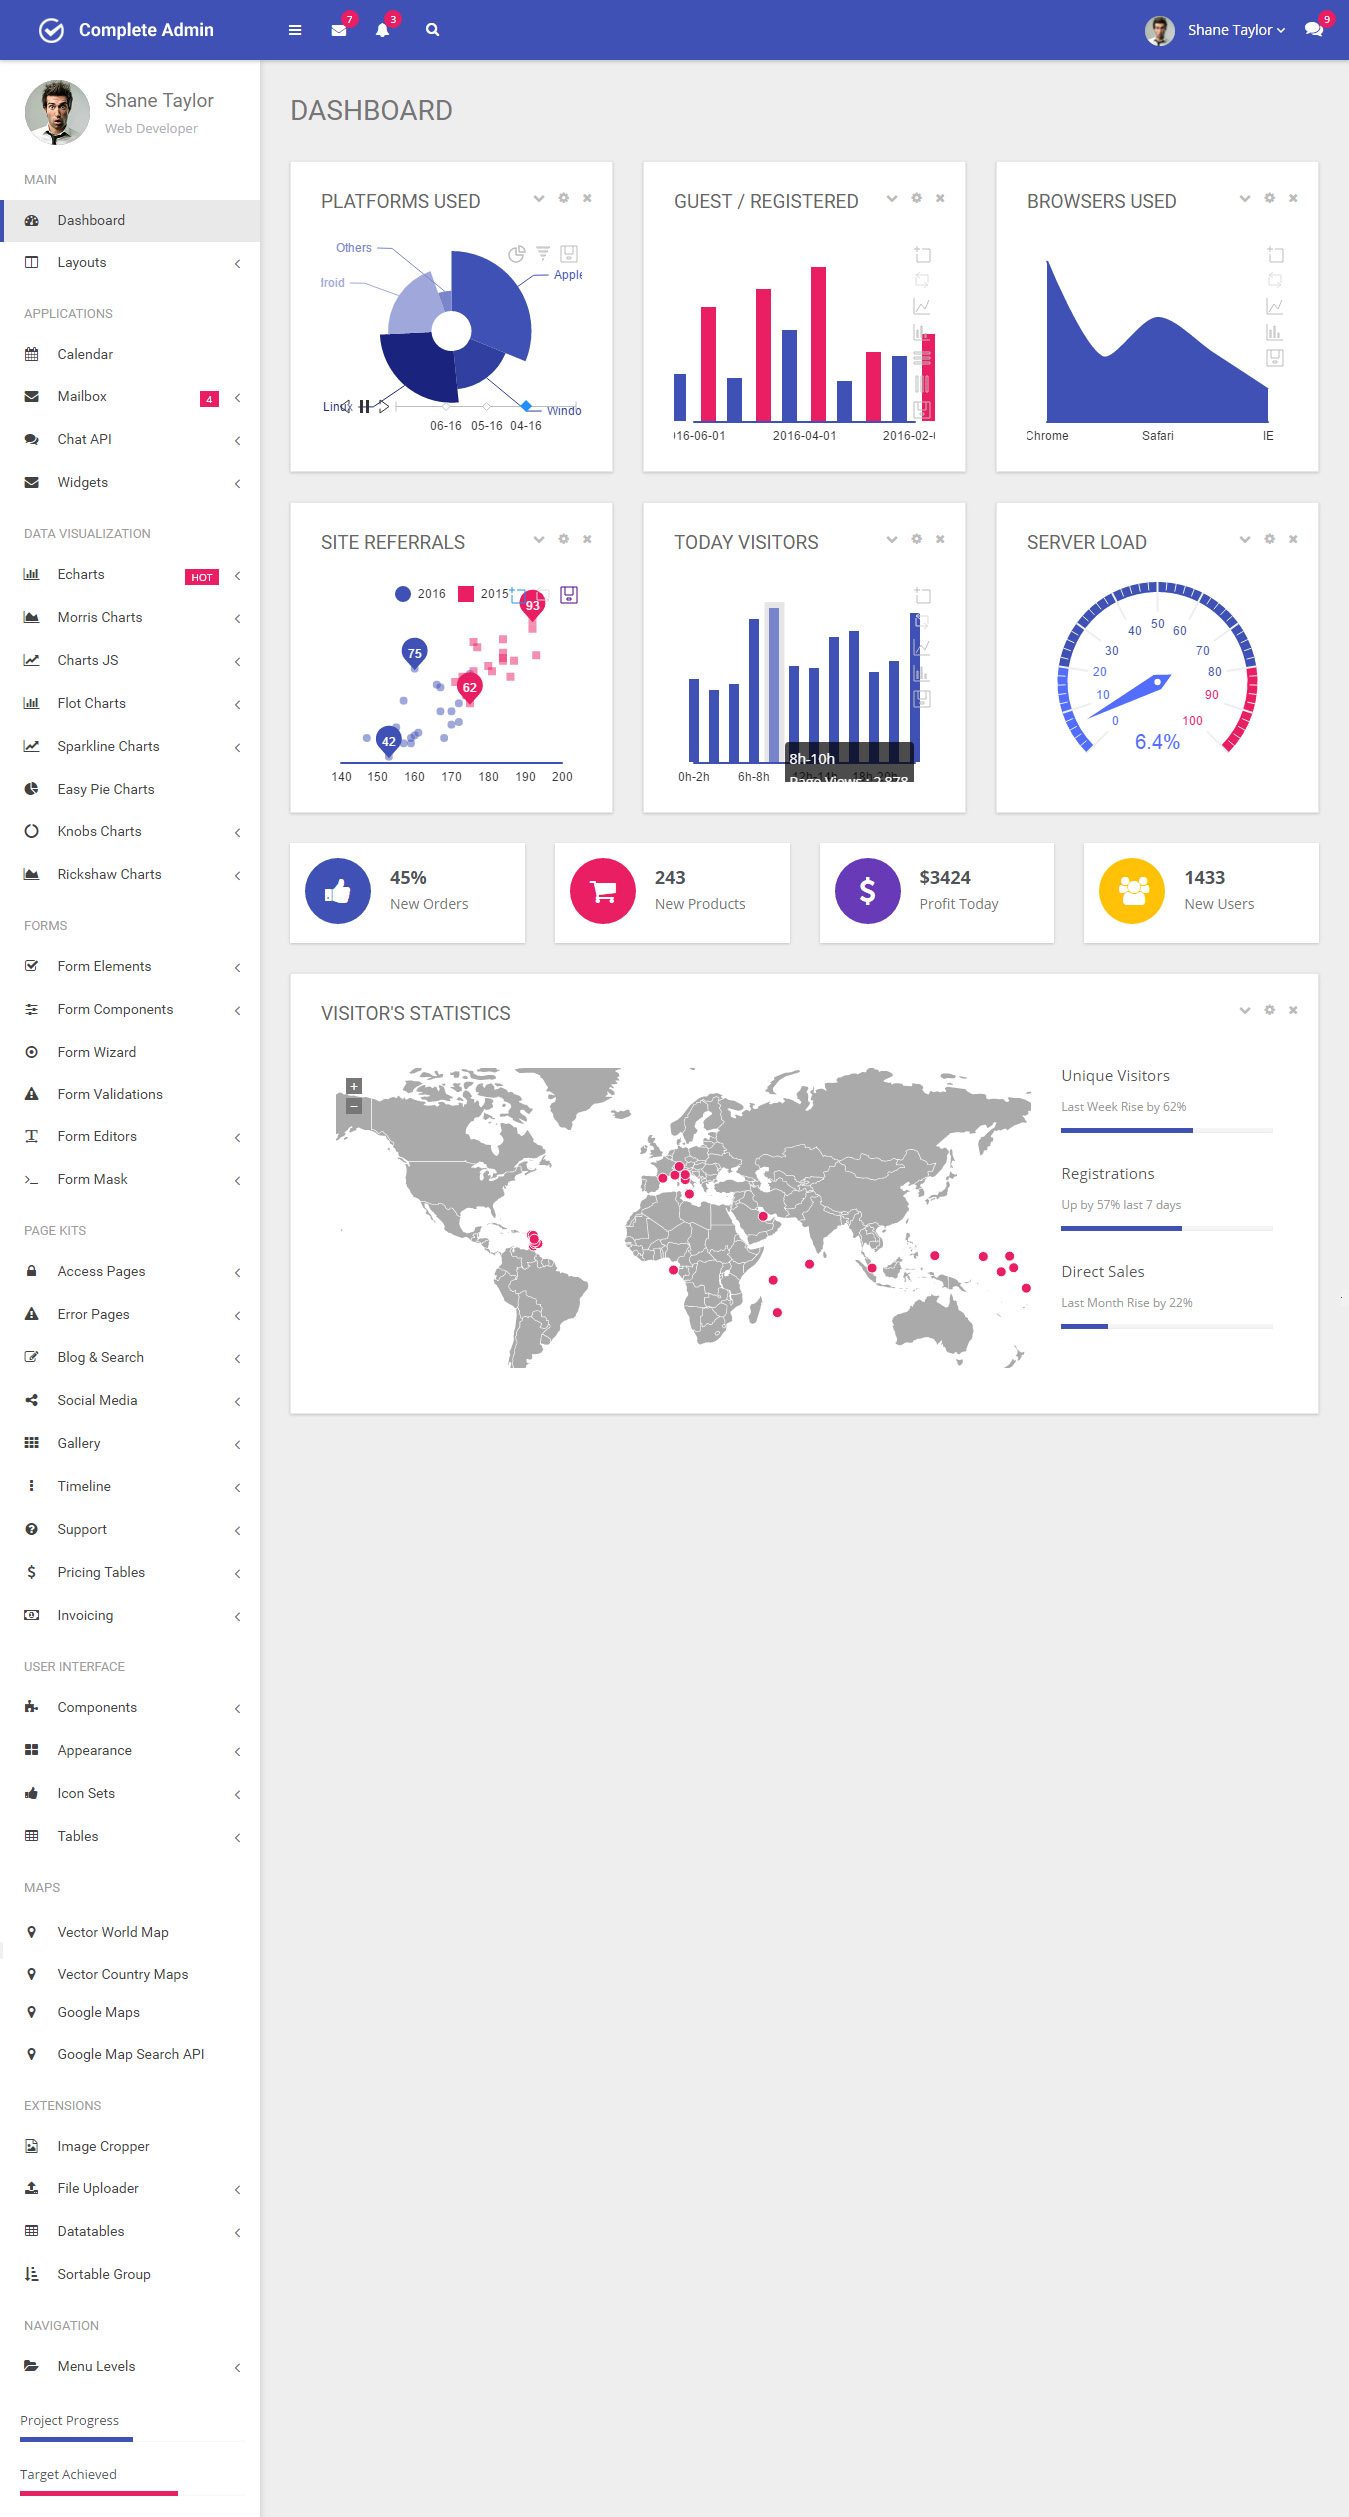 Complete Admin
7
3
Shane Taylor
9
Shane Taylor
Web Developer
MAIN
Dashboard
Layouts
APPLICATIONS
Calendar
Mailbox 4
Chat API
Widgets
DATA VISUALIZATION
Echarts HOT
Morris Charts
Charts JS
Flot Charts
Sparkline Charts
Easy Pie Charts
Knobs Charts
Rickshaw Charts
FORMS
Form Elements
Form Components
Form Wizard
Form Validations
Form Editors
Form Mask
PAGE KITS
Access Pages
Error Pages
Blog & Search
Social Media
Gallery
Timeline
Support
Pricing Tables
Invoicing
USER INTERFACE
Components
Appearance
Icon Sets
Tables
MAPS
Vector World Map
Vector Country Maps
Google Maps
Google Map Search API
EXTENSIONS
Image Cropper
File Uploader
Datatables
Sortable Group
NAVIGATION
Menu Levels
Project Progress
Target Achieved
DASHBOARD
PLATFORMS USED
Others
droid
Apple
Linux
Windo
06-16 05-16 04-16
GUEST / REGISTERED
16-06-01 2016-04-01 2016-02-
BROWSERS USED
Chrome Safari IE
SITE REFERRALS
2016 2015
93
75
62
42
140 150 160 170 180 190 200
TODAY VISITORS
8h-10h
Page Views : 2,878
0h-2h 6h-8h 12h-14h 18h-20h
SERVER LOAD
50
40 60
30 70
20 80
10 90
0 100
6.4%
45%
New Orders
243
New Products
$3424
Profit Today
1433
New Users
VISITOR'S STATISTICS
+
−
Unique Visitors
Last Week Rise by 62%
Registrations
Up by 57% last 7 days
Direct Sales
Last Month Rise by 22%